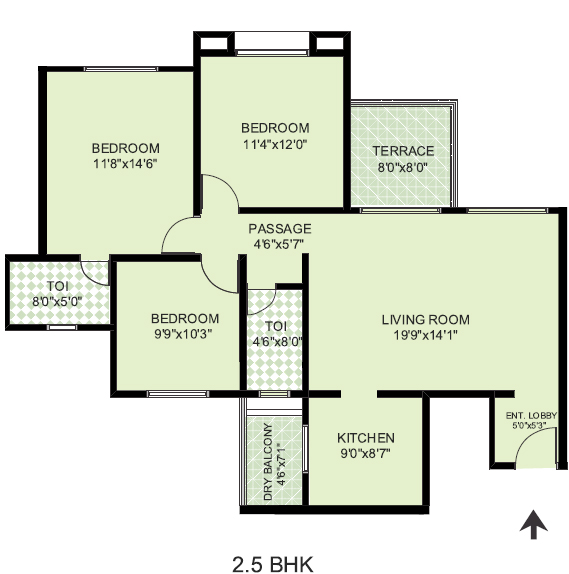 BEDROOM
11'8"x14'6"
BEDROOM
11'4"x12'0"
TERRACE
8'0"x8'0"
PASSAGE
4'6"x5'7"
TOI
8'0"x5'0"
BEDROOM
9'9"x10'3"
TOI
4'6"x8'0"
LIVING ROOM
19'9"x14'1"
ENT. LOBBY
5'0"x5'3"
DRY BALCONY
4'6"x7'1"
KITCHEN
9'0"x8'7"
2.5 BHK